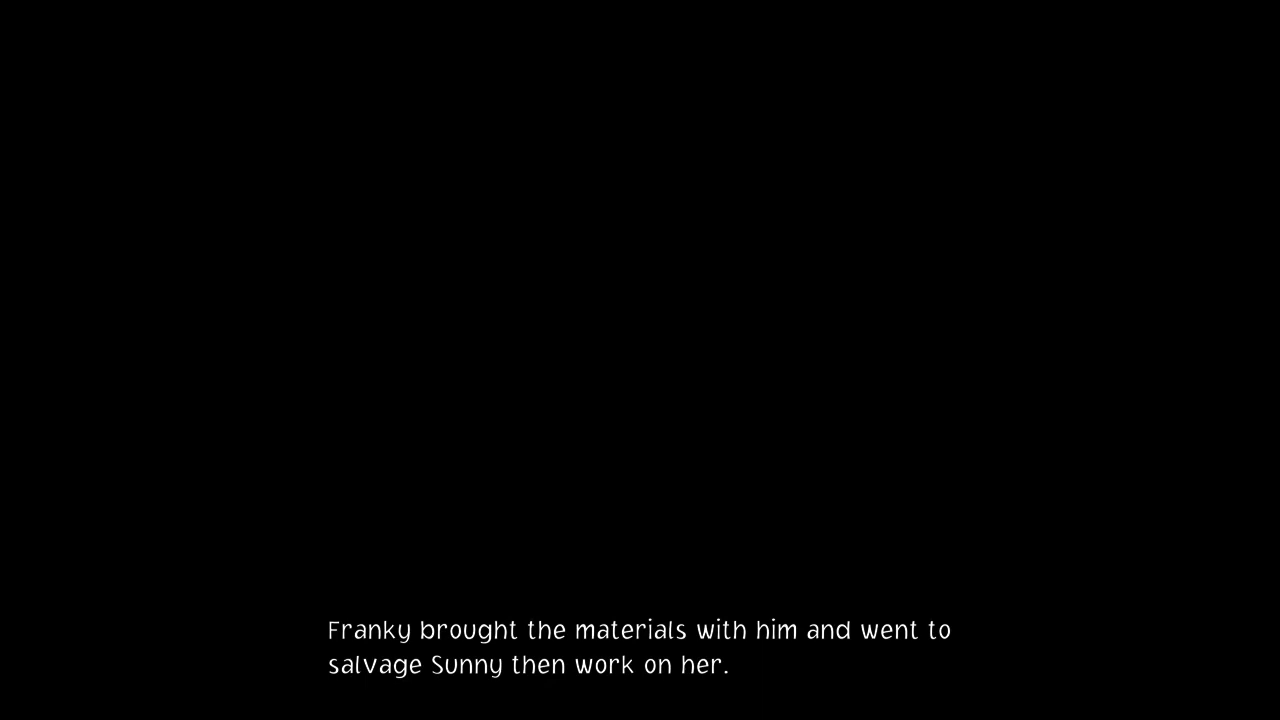 Franky brought the materials with him and went to
salvage Sunny then work on her.